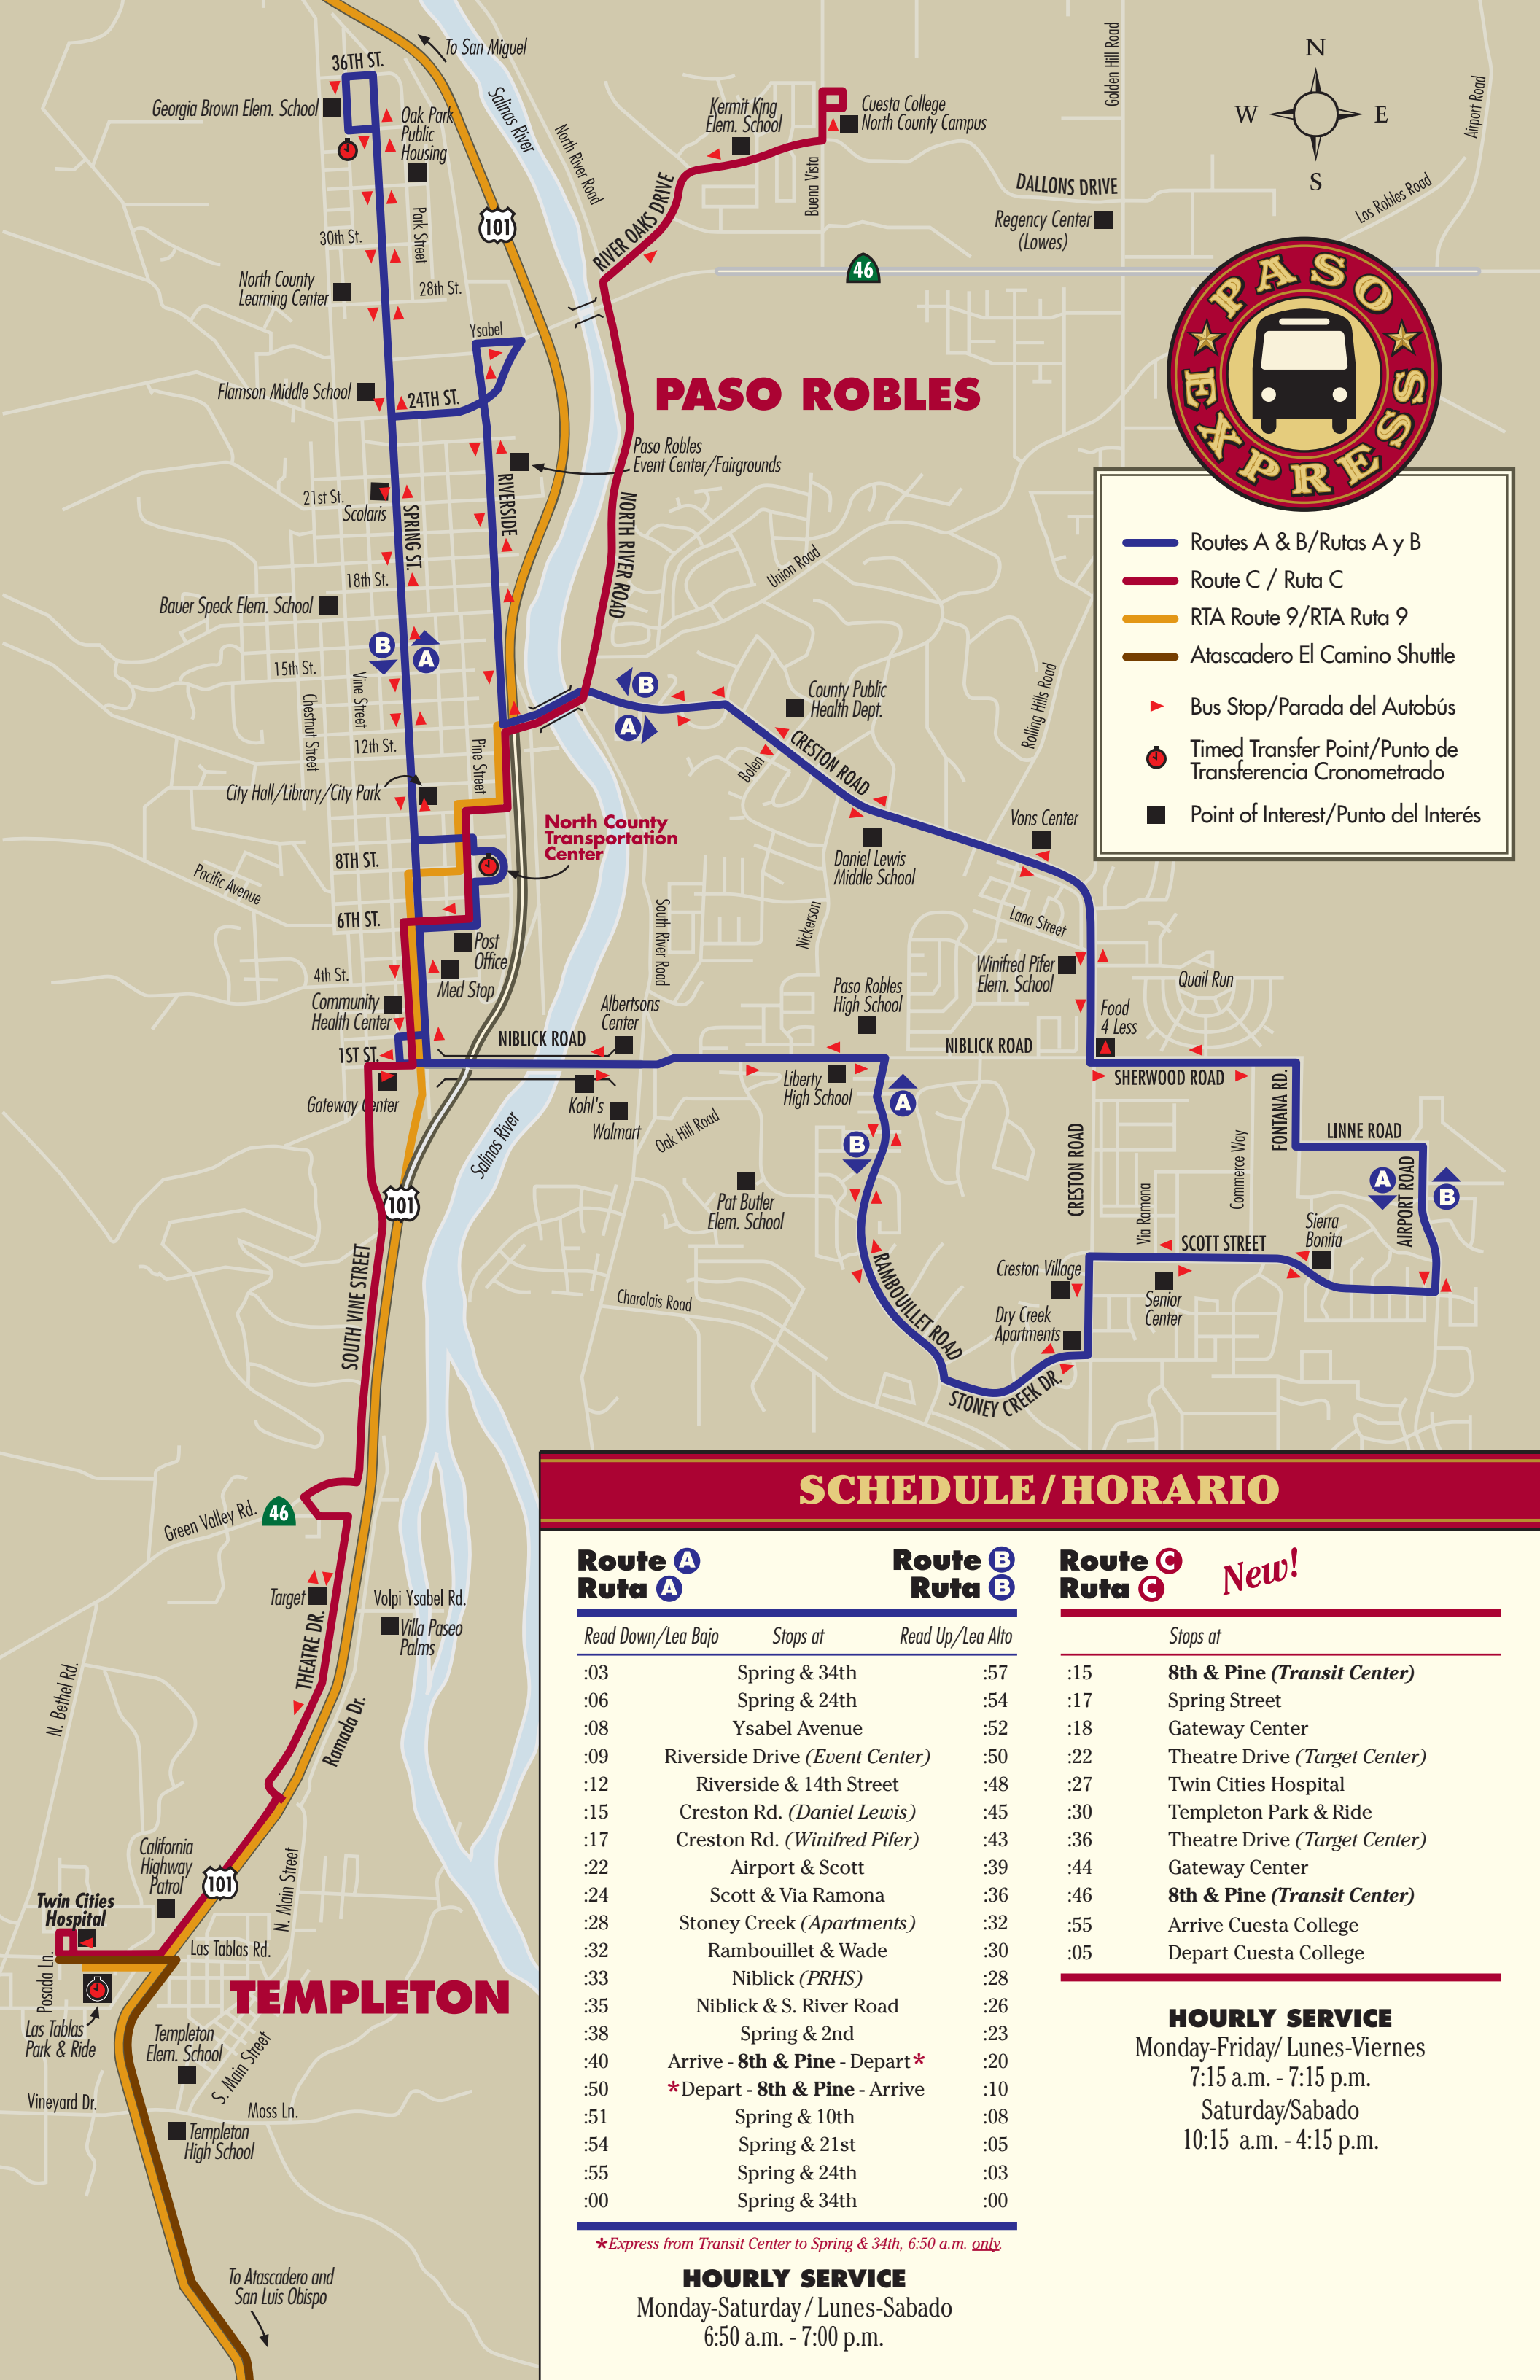 36TH ST.
To San Miguel
Georgia Brown Elem. School
Oak Park
Public
Housing
Salinas River
North River Road
Kermit King
Elem. School
Cuesta College
North County Campus
Golden Hill Road
Airport Road
N
W
E
S
101
Park Street
30th St.
RIVER OAKS DRIVE
Buena Vista
DALLONS DRIVE
Regency Center
(Lowes)
Los Robles Road
46
North County
Learning Center
28th St.
Ysabel
Flamson Middle School
24TH ST.
PASO ROBLES
PASO
EXPRESS
Paso Robles
Event Center/Fairgrounds
21st St.
Scolaris
SPRING ST.
RIVERSIDE
NORTH RIVER ROAD
Union Road
18th St.
Bauer Speck Elem. School
B
A
15th St.
Vine Street
Chestnut Street
12th St.
Pine Street
City Hall/Library/City Park
B
A
County Public
Health Dept.
Rolling Hills Road
Bolen
CRESTON ROAD
Routes A & B/Rutas A y B
Route C / Ruta C
RTA Route 9/RTA Ruta 9
Atascadero El Camino Shuttle
Bus Stop/Parada del Autobús
Timed Transfer Point/Punto de
Transferencia Cronometrado
Point of Interest/Punto del Interés
North County
Transportation
Center
8TH ST.
Pacific Avenue
Daniel Lewis
Middle School
Vons Center
6TH ST.
Post
Office
4th St.
Med Stop
South River Road
Nickerson
Lana Street
Winifred Pifer
Elem. School
Quail Run
Community
Health Center
Albertsons
Center
Paso Robles
High School
Food
4 Less
1ST ST.
NIBLICK ROAD
NIBLICK ROAD
SHERWOOD ROAD
Gateway Center
Kohl's
Walmart
Liberty
High School
A
B
Salinas River
Oak Hill Road
Pat Butler
Elem. School
CRESTON ROAD
Via Ramona
Commerce Way
FONTANA RD.
LINNE ROAD
A
B
AIRPORT ROAD
101
SCOTT STREET
Sierra
Bonita
SOUTH VINE STREET
Charolais Road
RAMBOUILLET ROAD
Creston Village
Dry Creek
Apartments
Senior
Center
STONEY CREEK DR.
Green Valley Rd.
46
Target
Volpi Ysabel Rd.
Villa Paseo
Palms
THEATRE DR.
N. Bethel Rd.
Ramada Dr.
California
Highway
Patrol
101
N. Main Street
Twin Cities
Hospital
Las Tablas Rd.
Posada Ln.
TEMPLETON
Las Tablas
Park & Ride
Templeton
Elem. School
S. Main Street
Vineyard Dr.
Moss Ln.
Templeton
High School
To Atascadero and
San Luis Obispo
SCHEDULE/HORARIO
Route A
Ruta A
Route B
Ruta B
Read Down/Lea Bajo Stops at Read Up/Lea Alto
:03 Spring & 34th :57
:06 Spring & 24th :54
:08 Ysabel Avenue :52
:09 Riverside Drive (Event Center) :50
:12 Riverside & 14th Street :48
:15 Creston Rd. (Daniel Lewis) :45
:17 Creston Rd. (Winifred Pifer) :43
:22 Airport & Scott :39
:24 Scott & Via Ramona :36
:28 Stoney Creek (Apartments) :32
:32 Rambouillet & Wade :30
:33 Niblick (PRHS) :28
:35 Niblick & S. River Road :26
:38 Spring & 2nd :23
:40 Arrive - 8th & Pine - Depart* :20
:50 *Depart - 8th & Pine - Arrive :10
:51 Spring & 10th :08
:54 Spring & 21st :05
:55 Spring & 24th :03
:00 Spring & 34th :00
*Express from Transit Center to Spring & 34th, 6:50 a.m. only.
HOURLY SERVICE
Monday-Saturday / Lunes-Sabado
6:50 a.m. - 7:00 p.m.
Route C
Ruta C
New!
Stops at
:15 8th & Pine (Transit Center)
:17 Spring Street
:18 Gateway Center
:22 Theatre Drive (Target Center)
:27 Twin Cities Hospital
:30 Templeton Park & Ride
:36 Theatre Drive (Target Center)
:44 Gateway Center
:46 8th & Pine (Transit Center)
:55 Arrive Cuesta College
:05 Depart Cuesta College
HOURLY SERVICE
Monday-Friday/ Lunes-Viernes
7:15 a.m. - 7:15 p.m.
Saturday/Sabado
10:15 a.m. - 4:15 p.m.